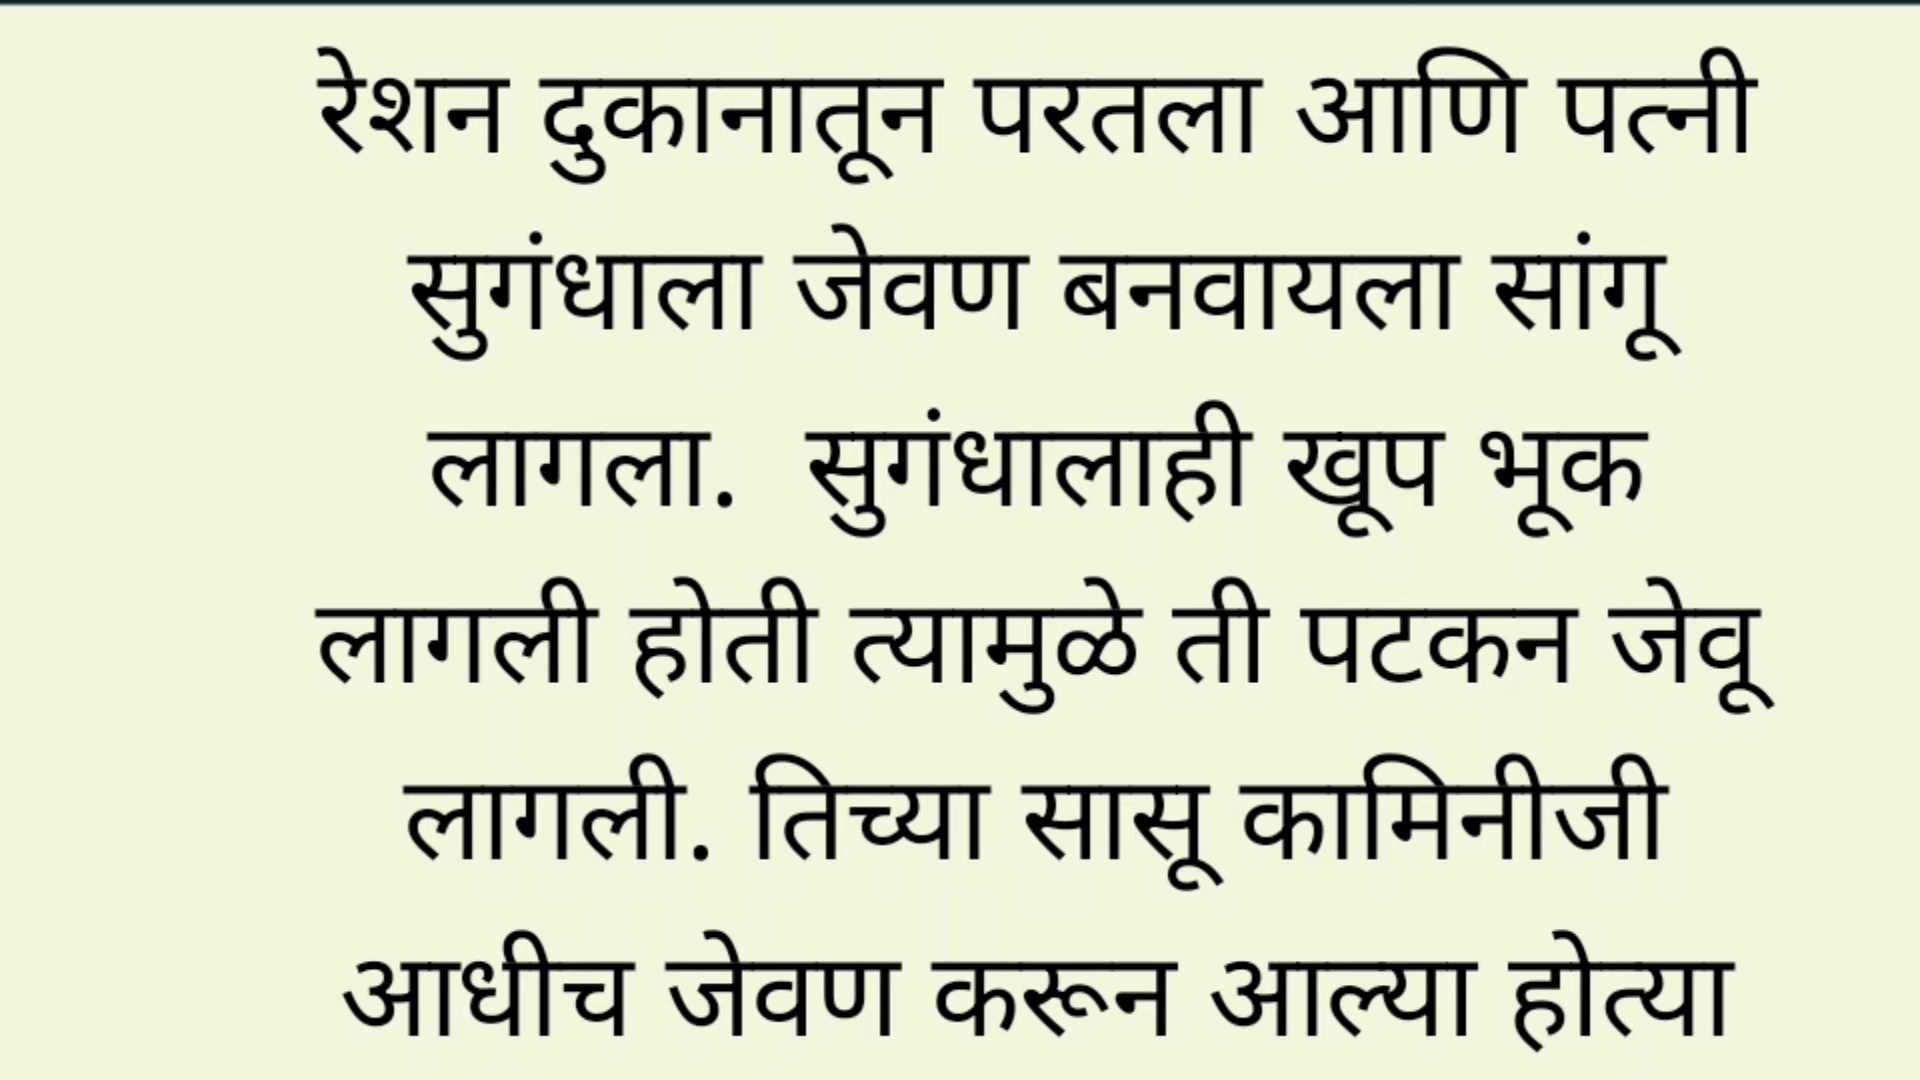 रेशन दुकानातून परतला आणि पत्नी
सुगंधाला जेवण बनवायला सांगू
लागला.  सुगंधालाही खूप भूक
लागली होती त्यामुळे ती पटकन जेवू
लागली. तिच्या सासू कामिनीजी
आधीच जेवण करून आल्या होत्या